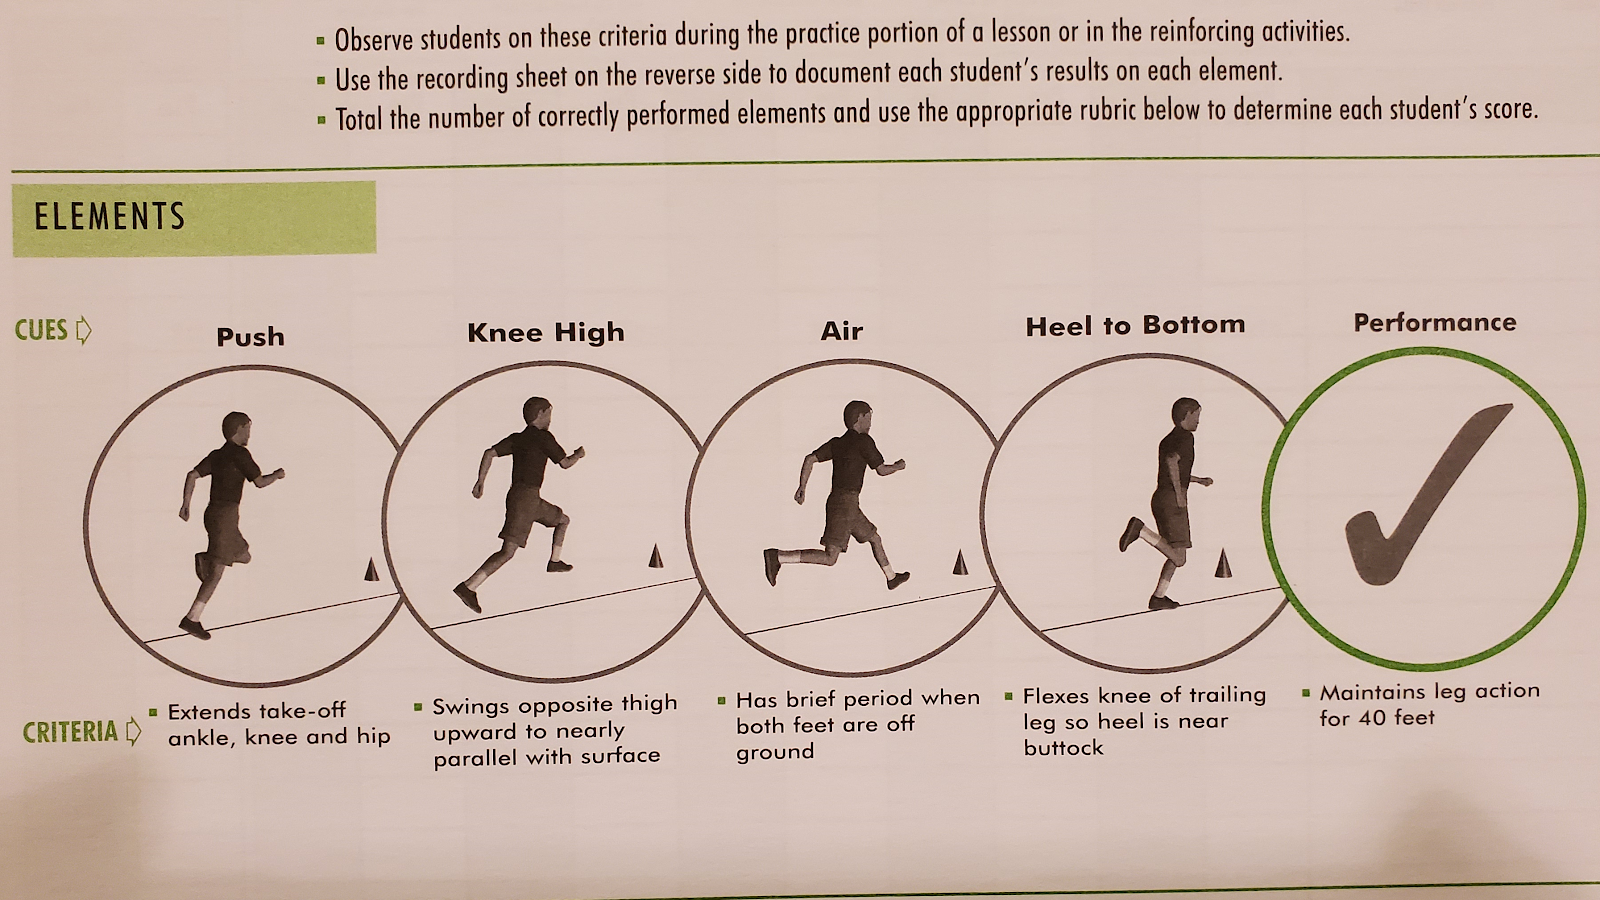 ▪ Observe students on these criteria during the practice portion of a lesson or in the reinforcing activities.
▪ Use the recording sheet on the reverse side to document each student's results on each element.
▪ Total the number of correctly performed elements and use the appropriate rubric below to determine each student's score.
ELEMENTS
CUES
Push
Knee High
Air
Heel to Bottom
Performance
CRITERIA
▪ Extends take-off
ankle, knee and hip
▪ Swings opposite thigh
upward to nearly
parallel with surface
▪ Has brief period when
both feet are off
ground
▪ Flexes knee of trailing
leg so heel is near
buttock
▪ Maintains leg action
for 40 feet